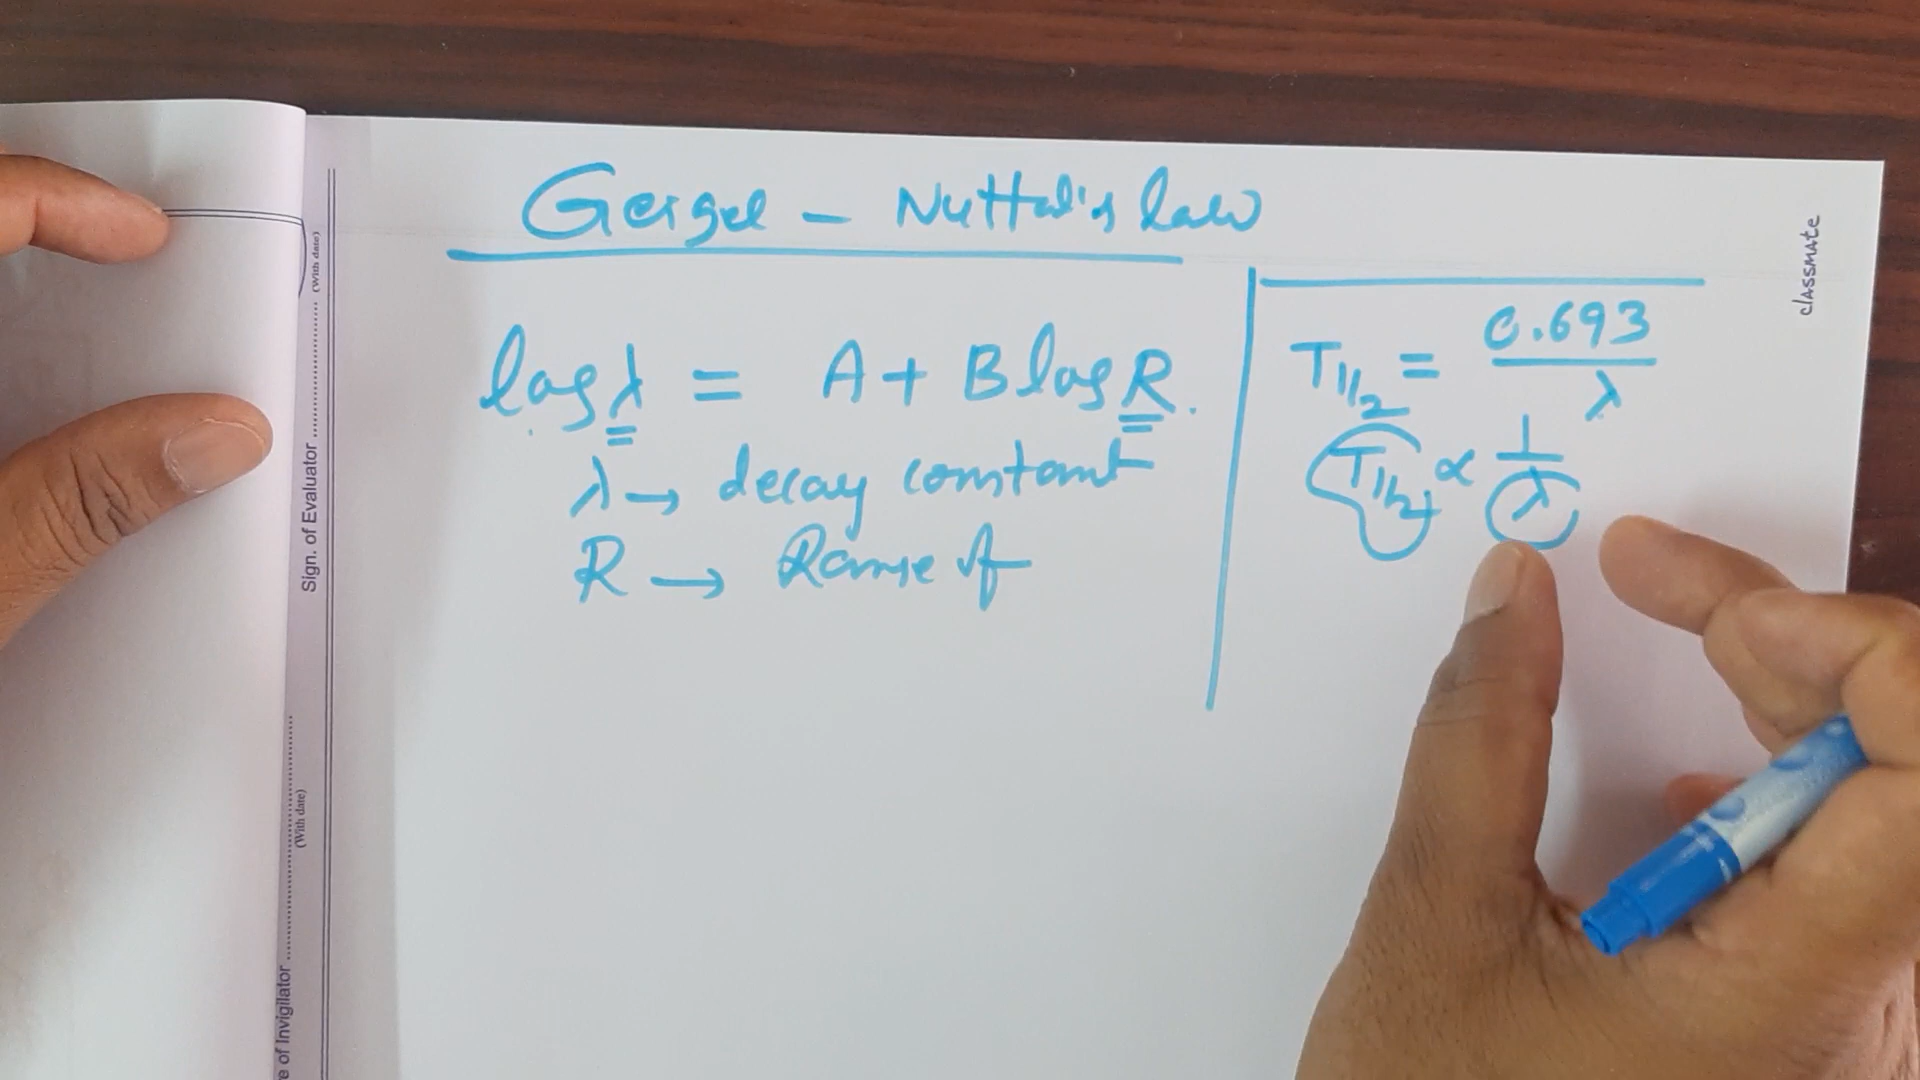 Geigel - Nuttal's law
log λ = A + B log R.
λ → decay constant
R → Range of
T1/2 = 0.693 / λ
T1/2 ∝ 1 / λ
classmate
(With date)
Sign. of Evaluator
(With date)
e of Invigilator